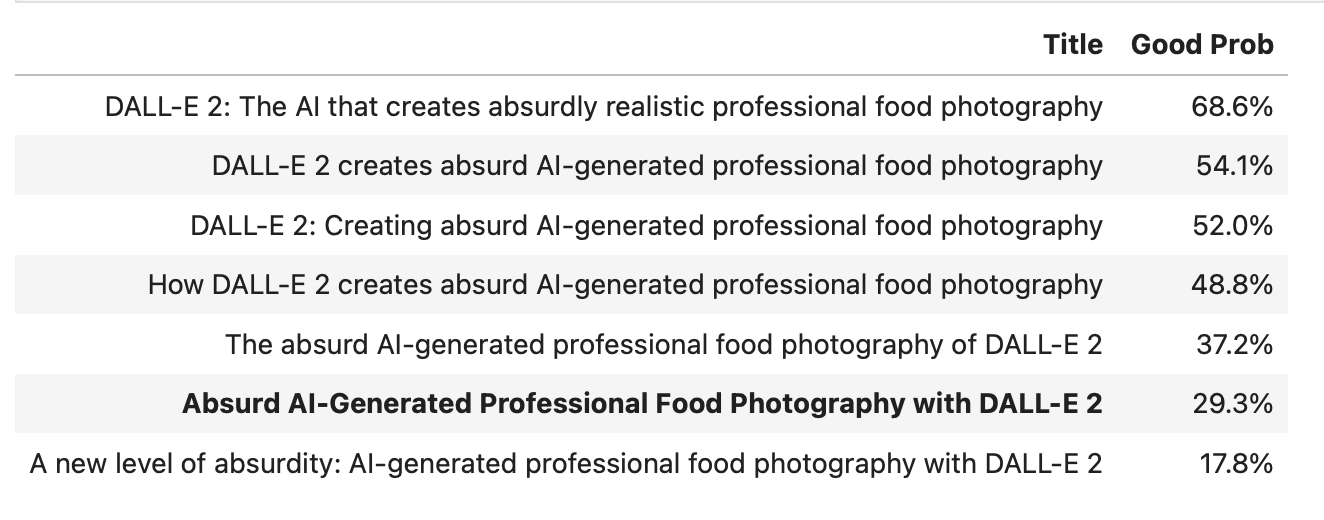 Title Good Prob
DALL-E 2: The AI that creates absurdly realistic professional food photography 68.6%
DALL-E 2 creates absurd AI-generated professional food photography 54.1%
DALL-E 2: Creating absurd AI-generated professional food photography 52.0%
How DALL-E 2 creates absurd AI-generated professional food photography 48.8%
The absurd AI-generated professional food photography of DALL-E 2 37.2%
Absurd AI-Generated Professional Food Photography with DALL-E 2 29.3%
A new level of absurdity: AI-generated professional food photography with DALL-E 2 17.8%